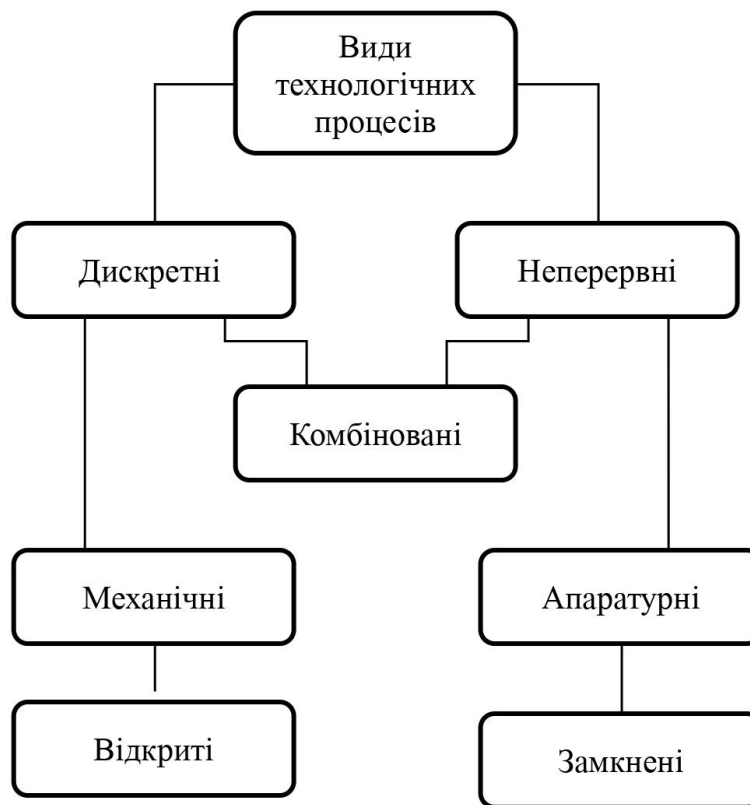 Види
технологічних
процесів
Дискретні
Неперервні
Комбіновані
Механічні
Апаратурні
Відкриті
Замкнені